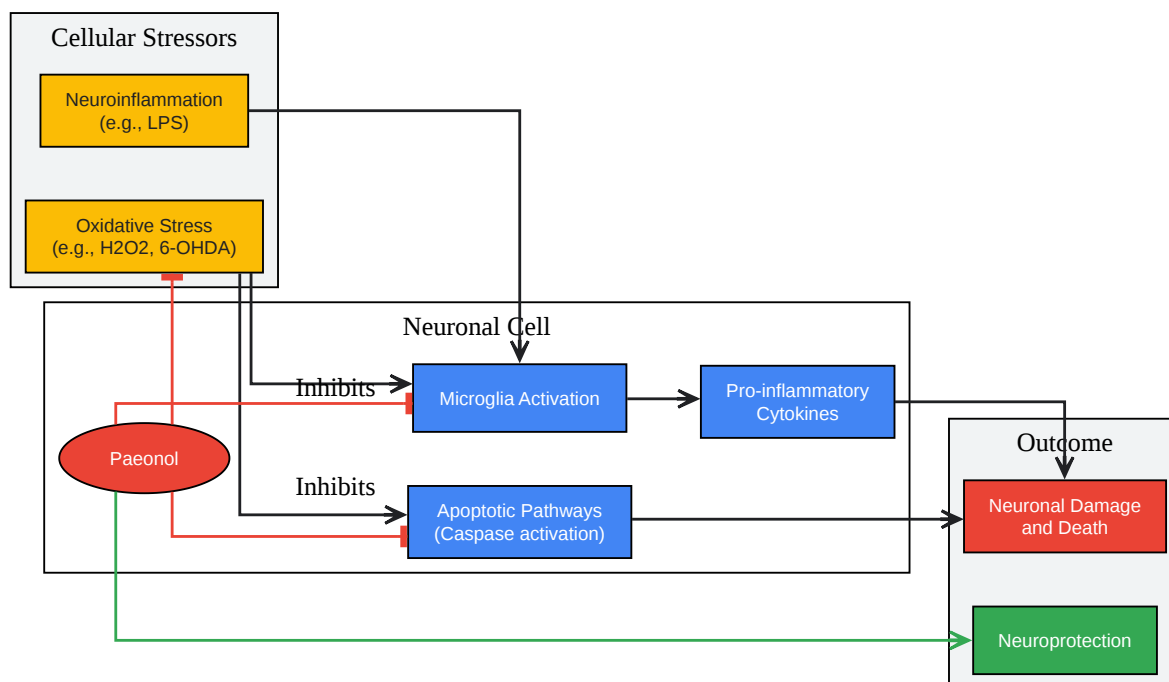 Cellular Stressors
Neuroinflammation
(e.g., LPS)
Oxidative Stress
(e.g., H2O2, 6-OHDA)
Neuronal Cell
Inhibits
Microglia Activation
Pro-inflammatory
Cytokines
Paeonol
Inhibits
Apoptotic Pathways
(Caspase activation)
Outcome
Neuronal Damage
and Death
Neuroprotection